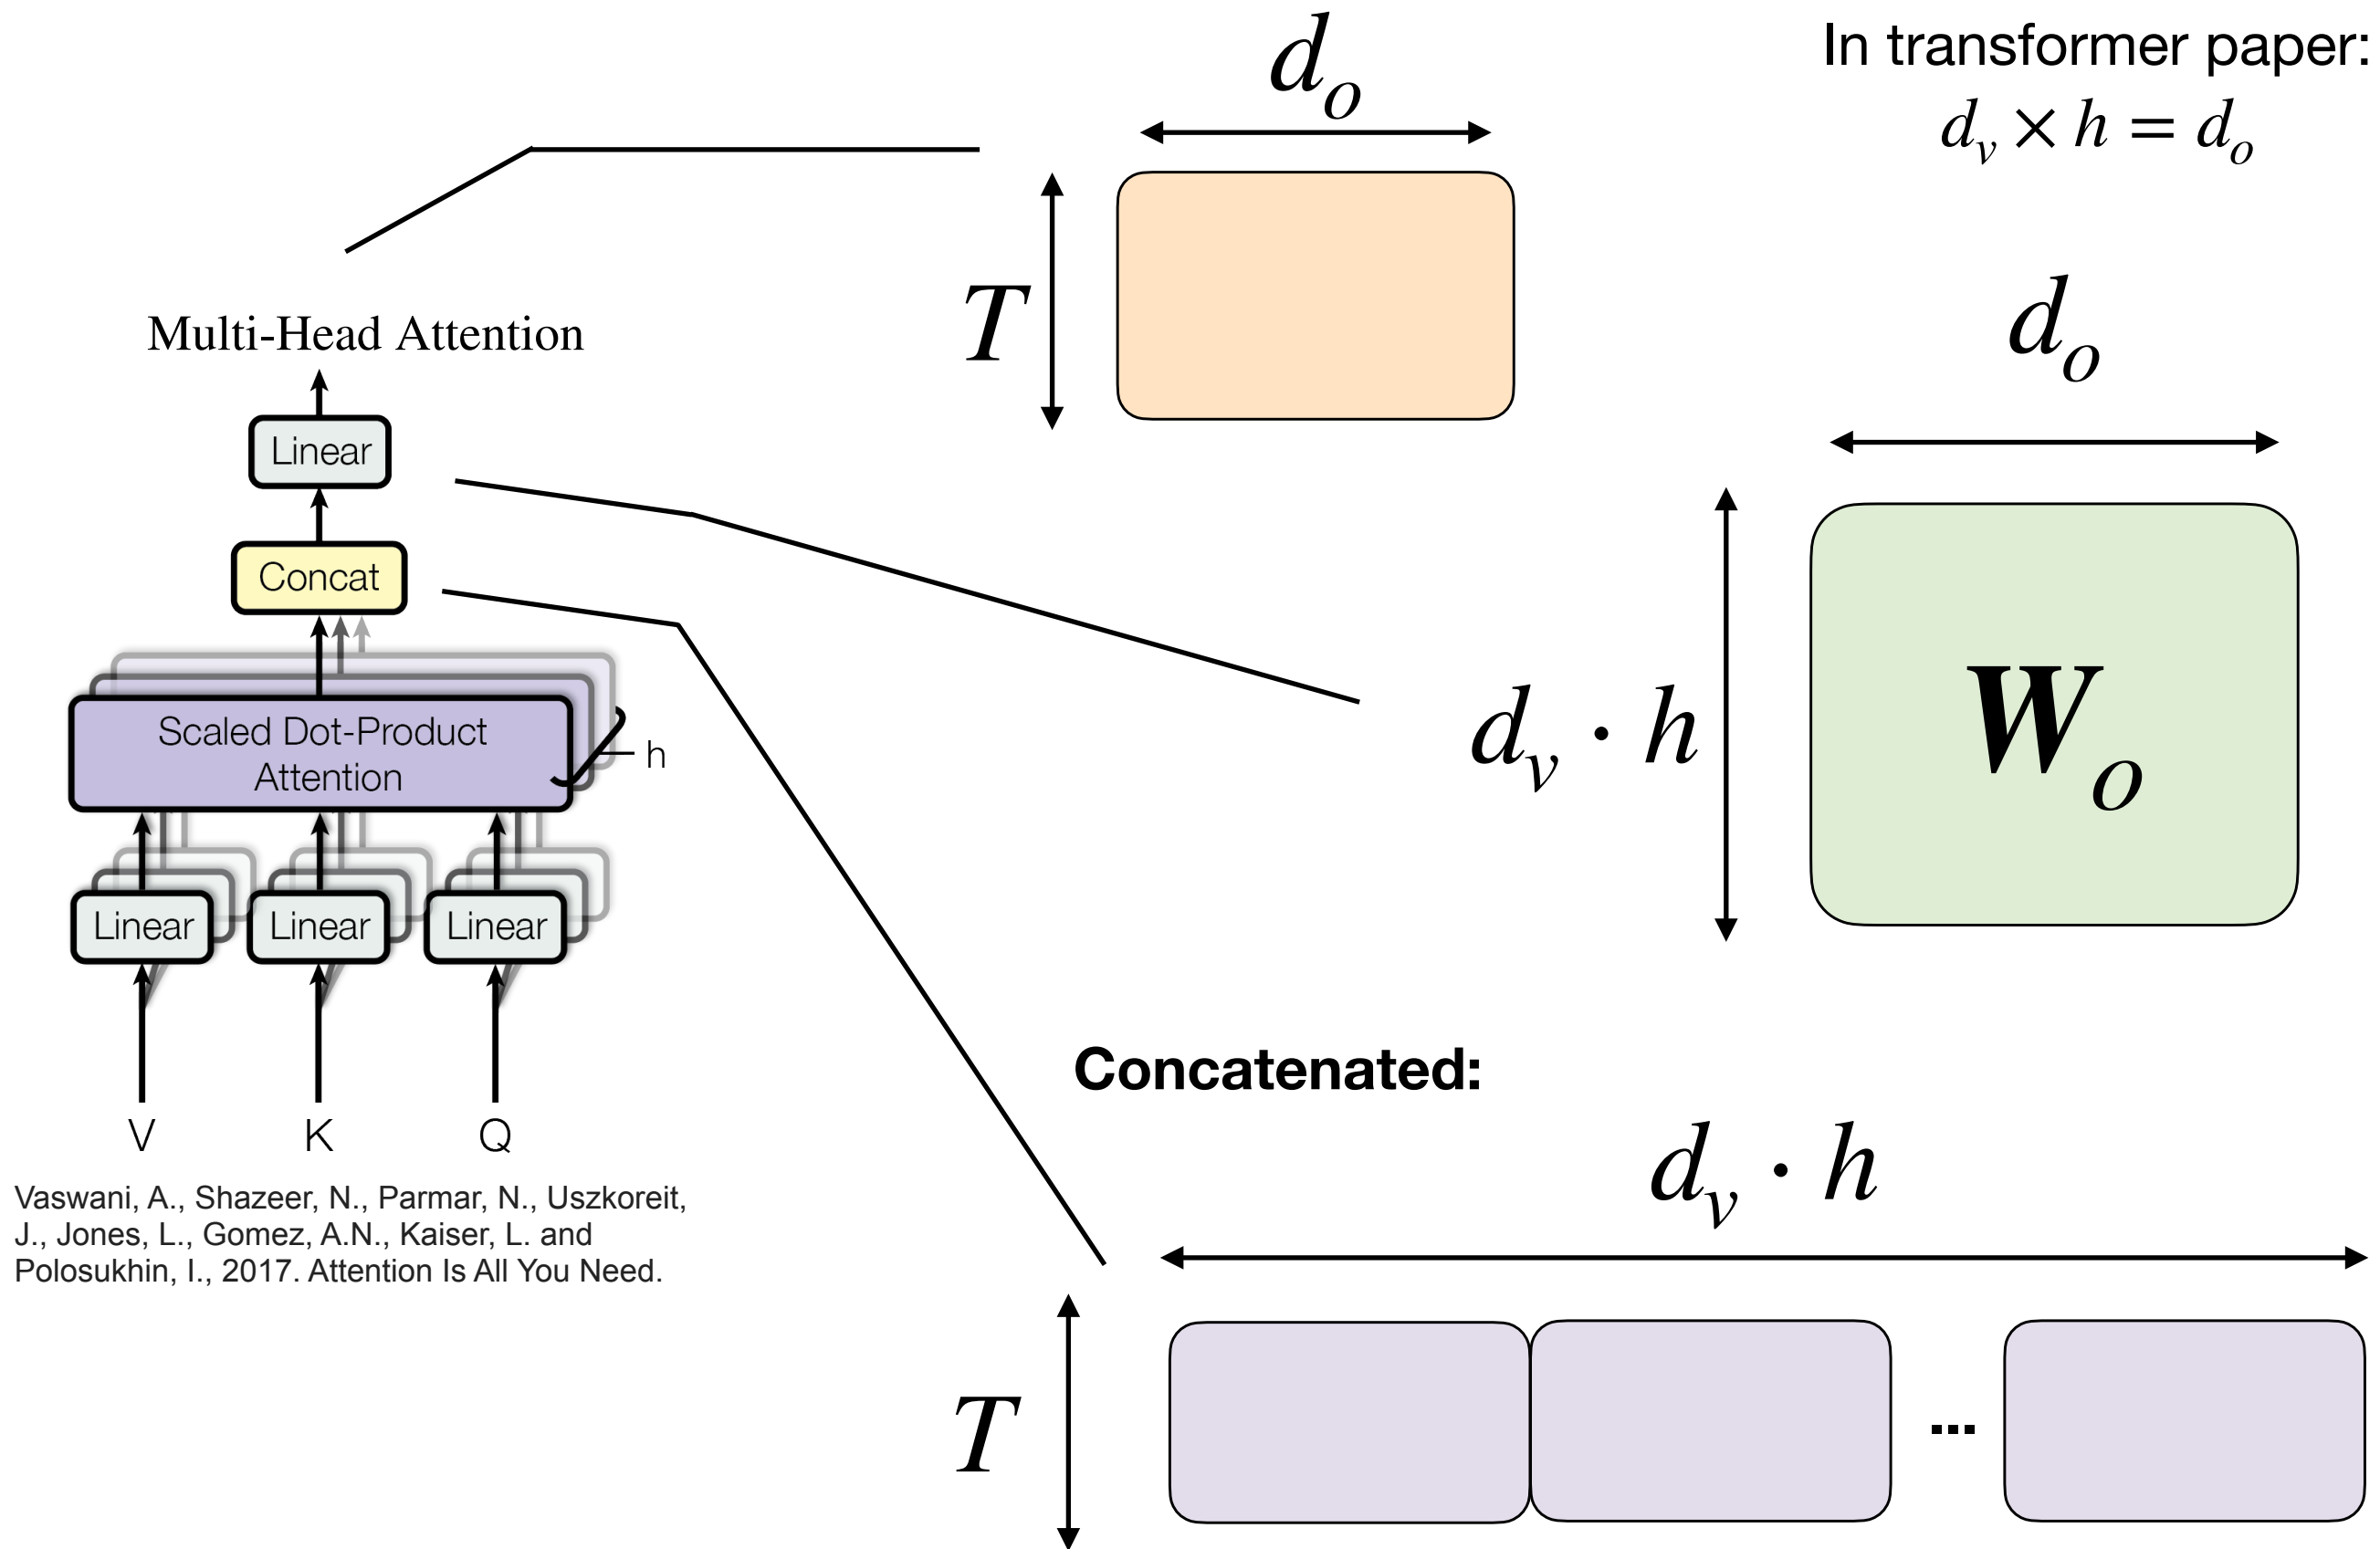 d_o
In transformer paper:
d_v × h = d_o
T
Multi-Head Attention
Linear
Concat
Scaled Dot-Product
Attention
h
Linear Linear Linear
V K Q
d_o
d_v · h
W_o
Vaswani, A., Shazeer, N., Parmar, N., Uszkoreit,
J., Jones, L., Gomez, A.N., Kaiser, L. and
Polosukhin, I., 2017. Attention Is All You Need.
Concatenated:
d_v · h
T
...